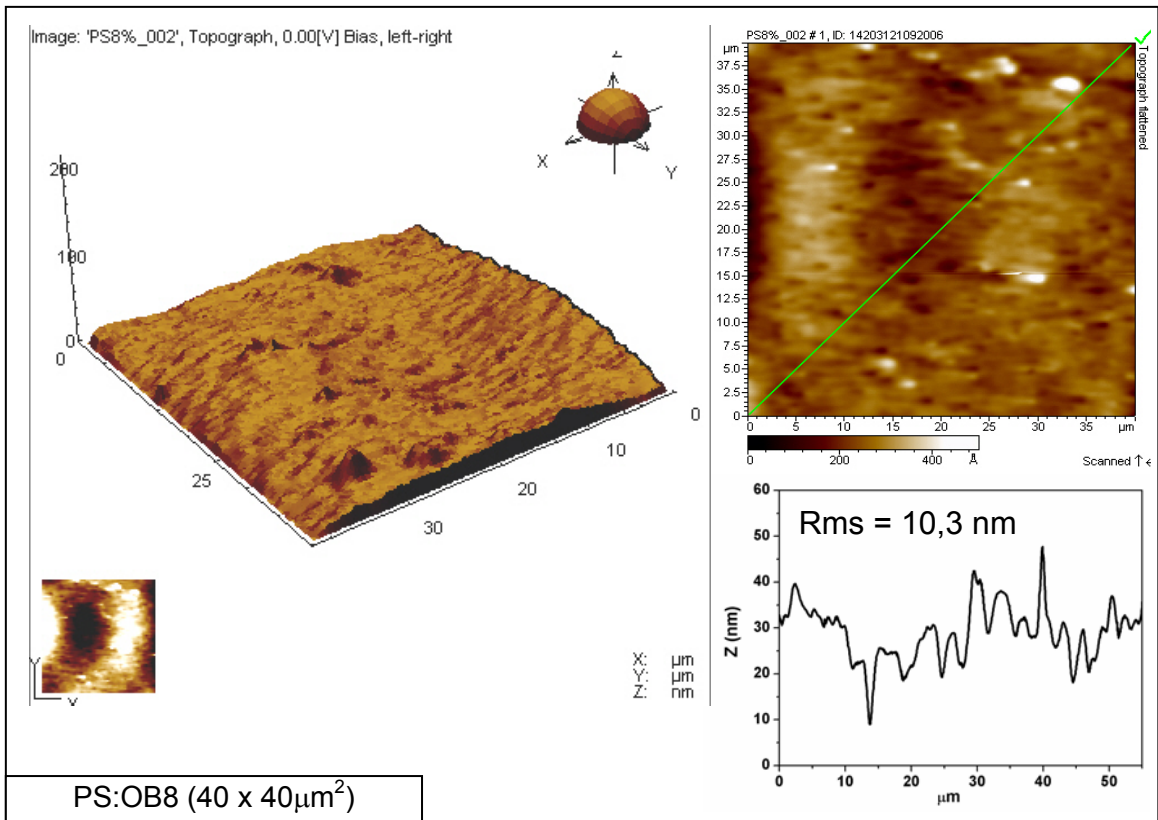 Image: 'PS8%_002', Topograph, 0.00[V] Bias, left-right
Z
X
Y
200
100
0
0
25
30
20
10
0
Y
X
X: µm
Y: µm
Z: nm
PS8%_002 # 1, ID: 14203121092006
Topograph flattened
µm
37.5
35.0
32.5
30.0
27.5
25.0
22.5
20.0
17.5
15.0
12.5
10.0
7.5
5.0
2.5
0
0 5 10 15 20 25 30 35 µm
0 200 400 Å
Scanned ↑ ←
Rms = 10,3 nm
Z (nm)
60
50
40
30
20
10
0
0 10 20 30 40 50
µm
PS:OB8 (40 x 40µm²)